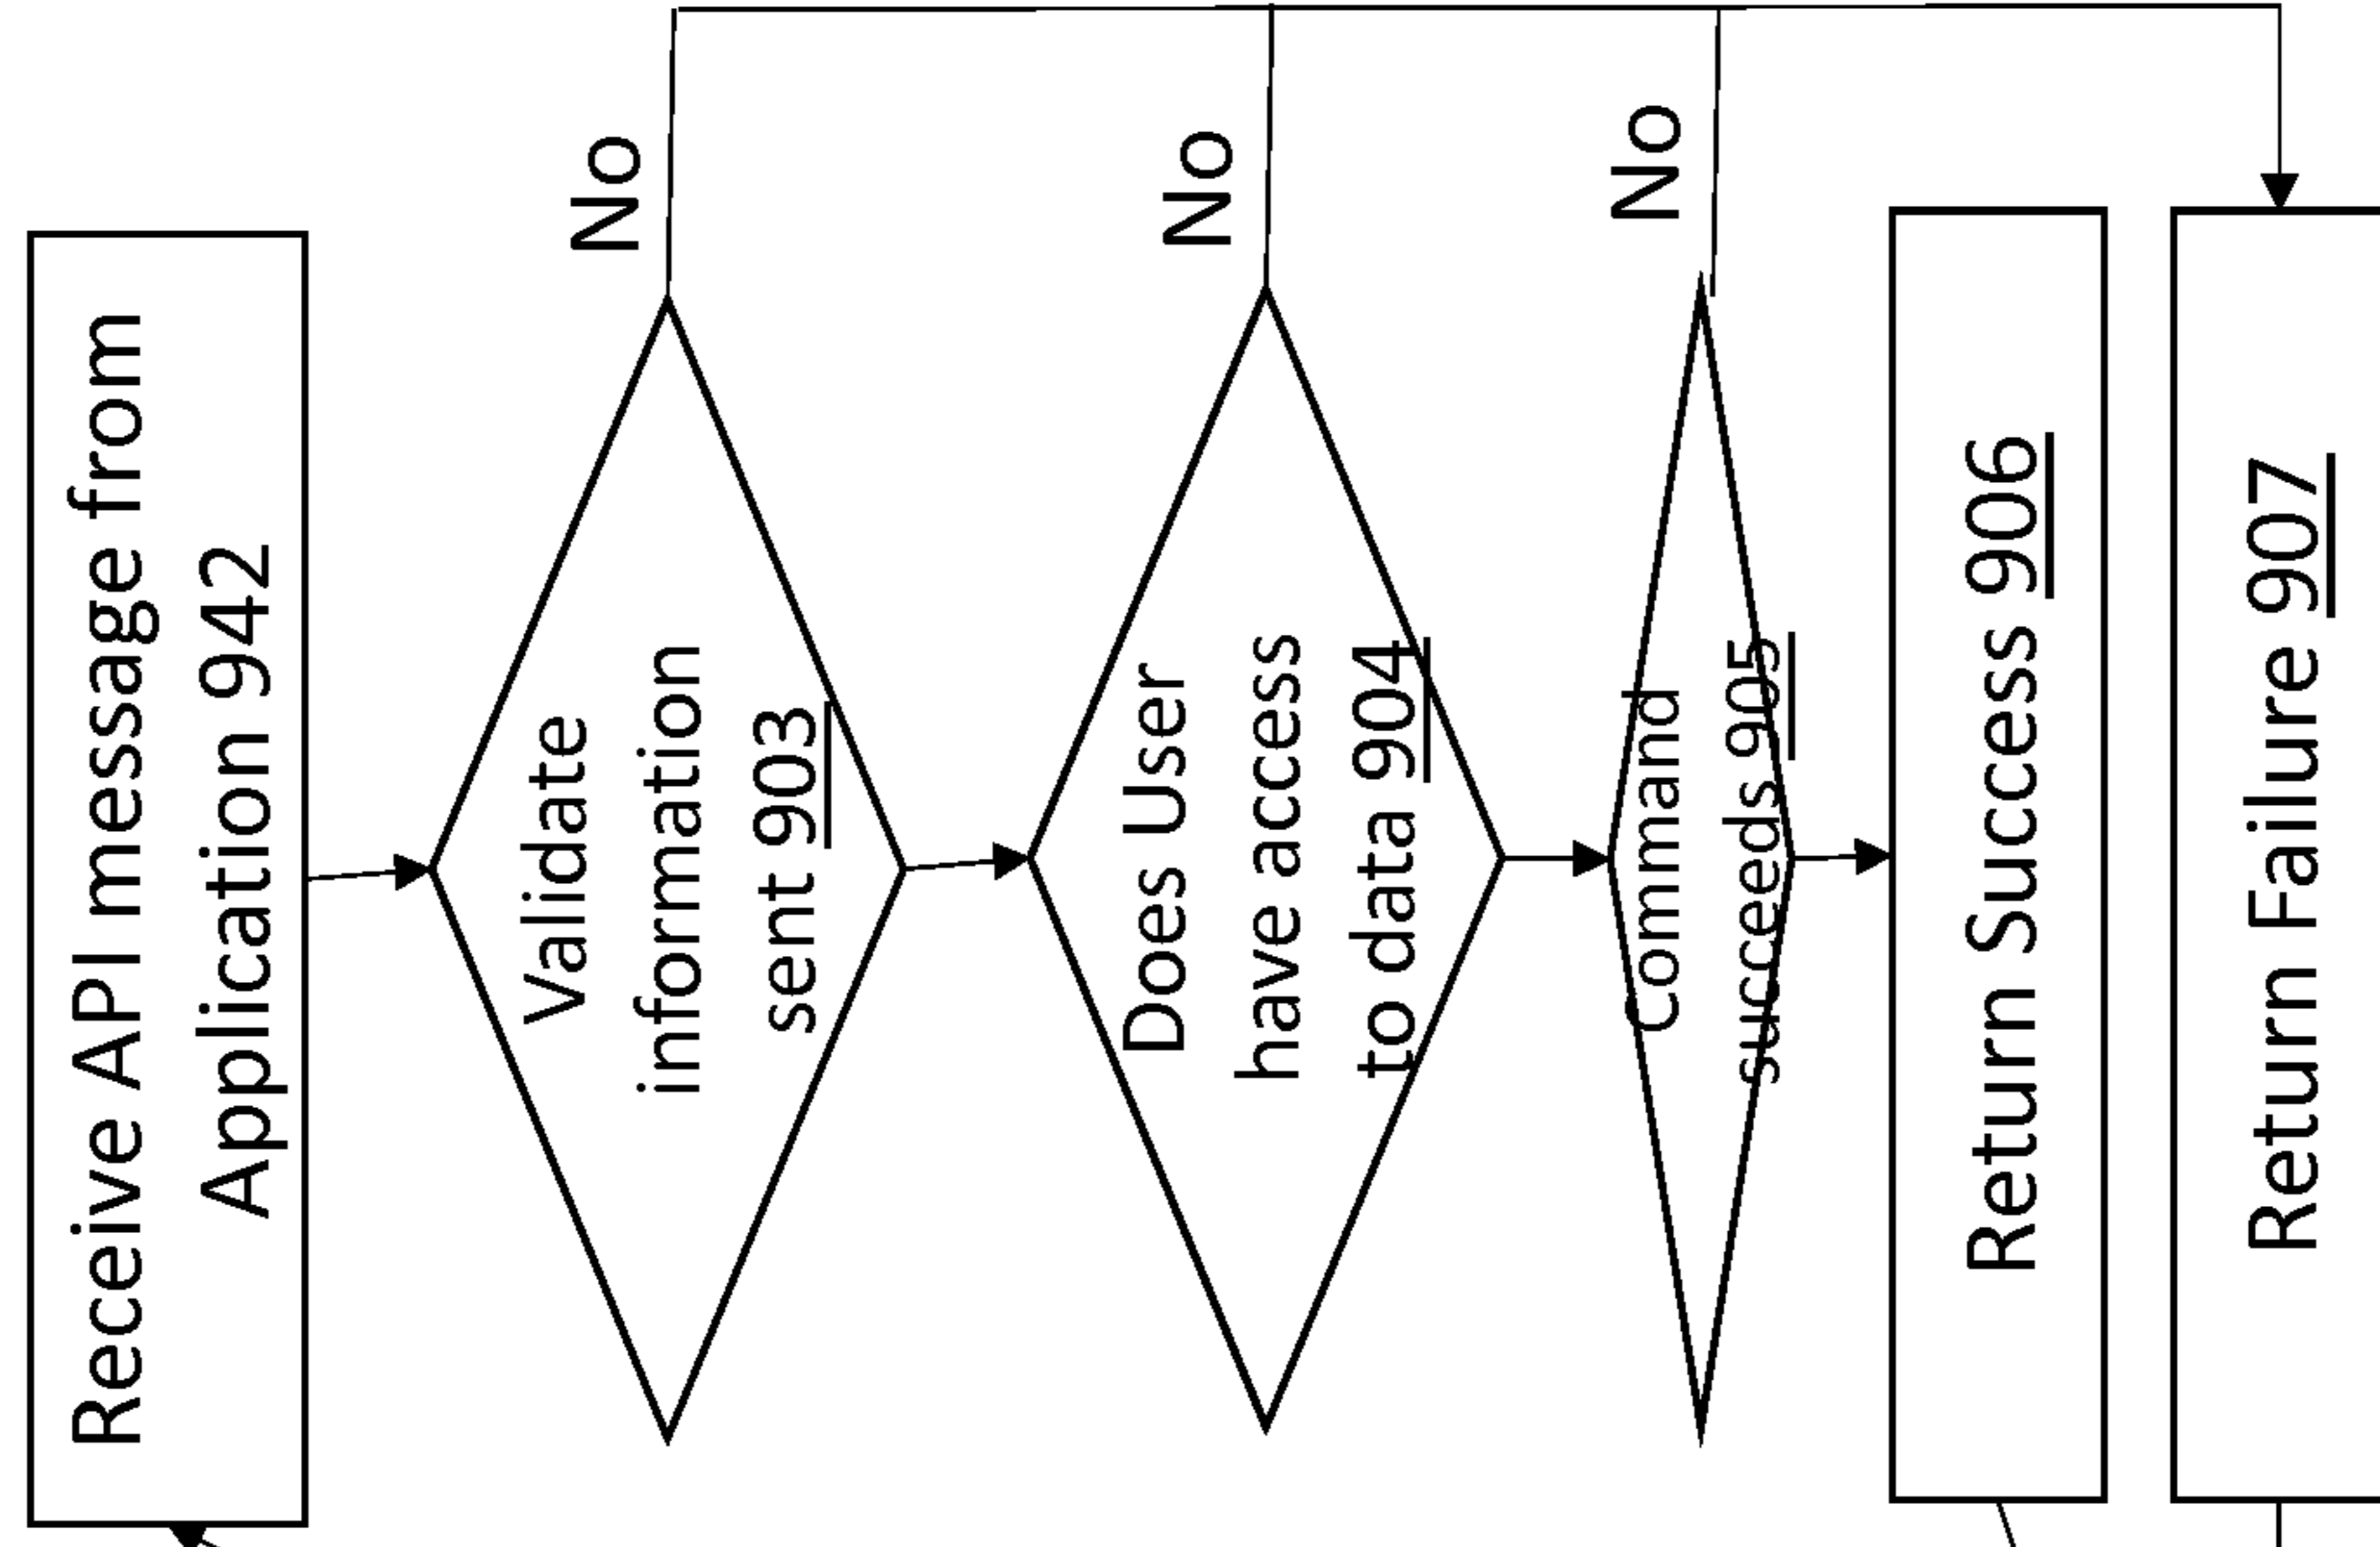 Receive API message from
Application 942
No
Validate
information
sent 903
No
Does User
have access
to data 904
No
Command
succeeds 905
Return Success 906
Return Failure 907